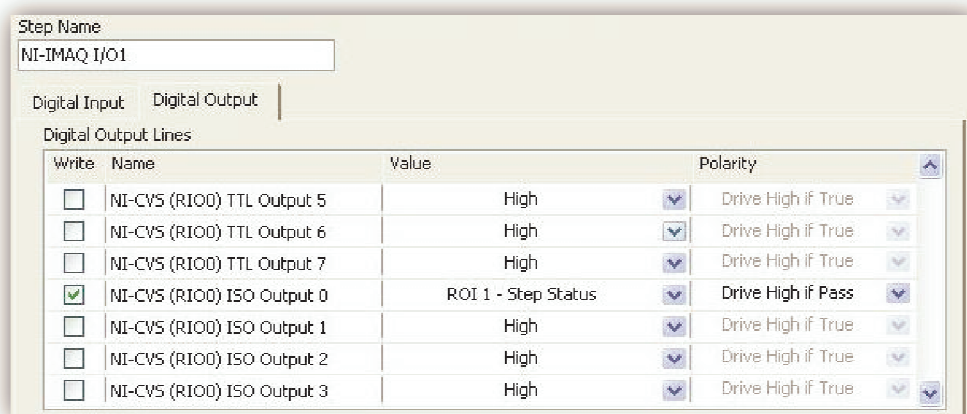 Step Name
NI-IMAQ I/O1
Digital Input Digital Output
Digital Output Lines
Write Name Value Polarity
NI-CVS (RIO0) TTL Output 5 High Drive High if True
NI-CVS (RIO0) TTL Output 6 High Drive High if True
NI-CVS (RIO0) TTL Output 7 High Drive High if True
NI-CVS (RIO0) ISO Output 0 ROI 1 - Step Status Drive High if Pass
NI-CVS (RIO0) ISO Output 1 High Drive High if True
NI-CVS (RIO0) ISO Output 2 High Drive High if True
NI-CVS (RIO0) ISO Output 3 High Drive High if True